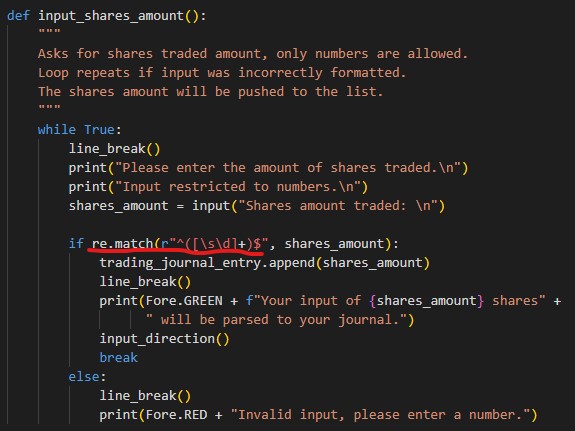 def input_shares_amount():
    """
    Asks for shares traded amount, only numbers are allowed.
    Loop repeats if input was incorrectly formatted.
    The shares amount will be pushed to the list.
    """
    while True:
        line_break()
        print("Please enter the amount of shares traded.\n")
        print("Input restricted to numbers.\n")
        shares_amount = input("Shares amount traded: \n")

        if re.match(r"^([\s\d]+)$", shares_amount):
            trading_journal_entry.append(shares_amount)
            line_break()
            print(Fore.GREEN + f"Your input of {shares_amount} shares" +
                  " will be parsed to your journal.")
            input_direction()
            break
        else:
            line_break()
            print(Fore.RED + "Invalid input, please enter a number.")